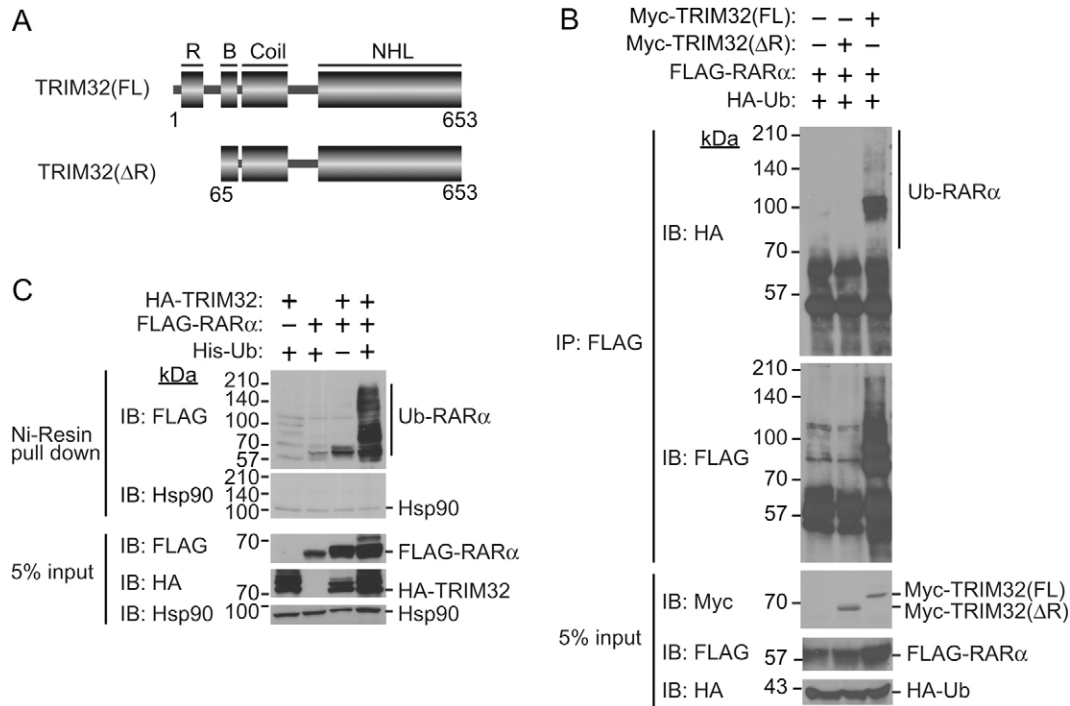 A
R B Coil NHL
TRIM32(FL)
1 653
TRIM32(ΔR)
65 653
B
Myc-TRIM32(FL): – – +
Myc-TRIM32(ΔR): – + –
FLAG-RARα: + + +
HA-Ub: + + +
kDa
210
140
100
70
57
IB: HA
Ub-RARα
IP: FLAG
100
70
57
IB: FLAG
5% input
IB: Myc
70
Myc-TRIM32(FL)
Myc-TRIM32(ΔR)
IB: FLAG
57
FLAG-RARα
IB: HA
43
HA-Ub
C
HA-TRIM32: + + +
FLAG-RARα: – + + +
His-Ub: + + – +
kDa
Ni-Resin
pull down
IB: FLAG
210
140
100
70
57
Ub-RARα
IB: Hsp90
210
140
100
Hsp90
5% input
IB: FLAG
70
FLAG-RARα
IB: HA
70
HA-TRIM32
IB: Hsp90
100
Hsp90